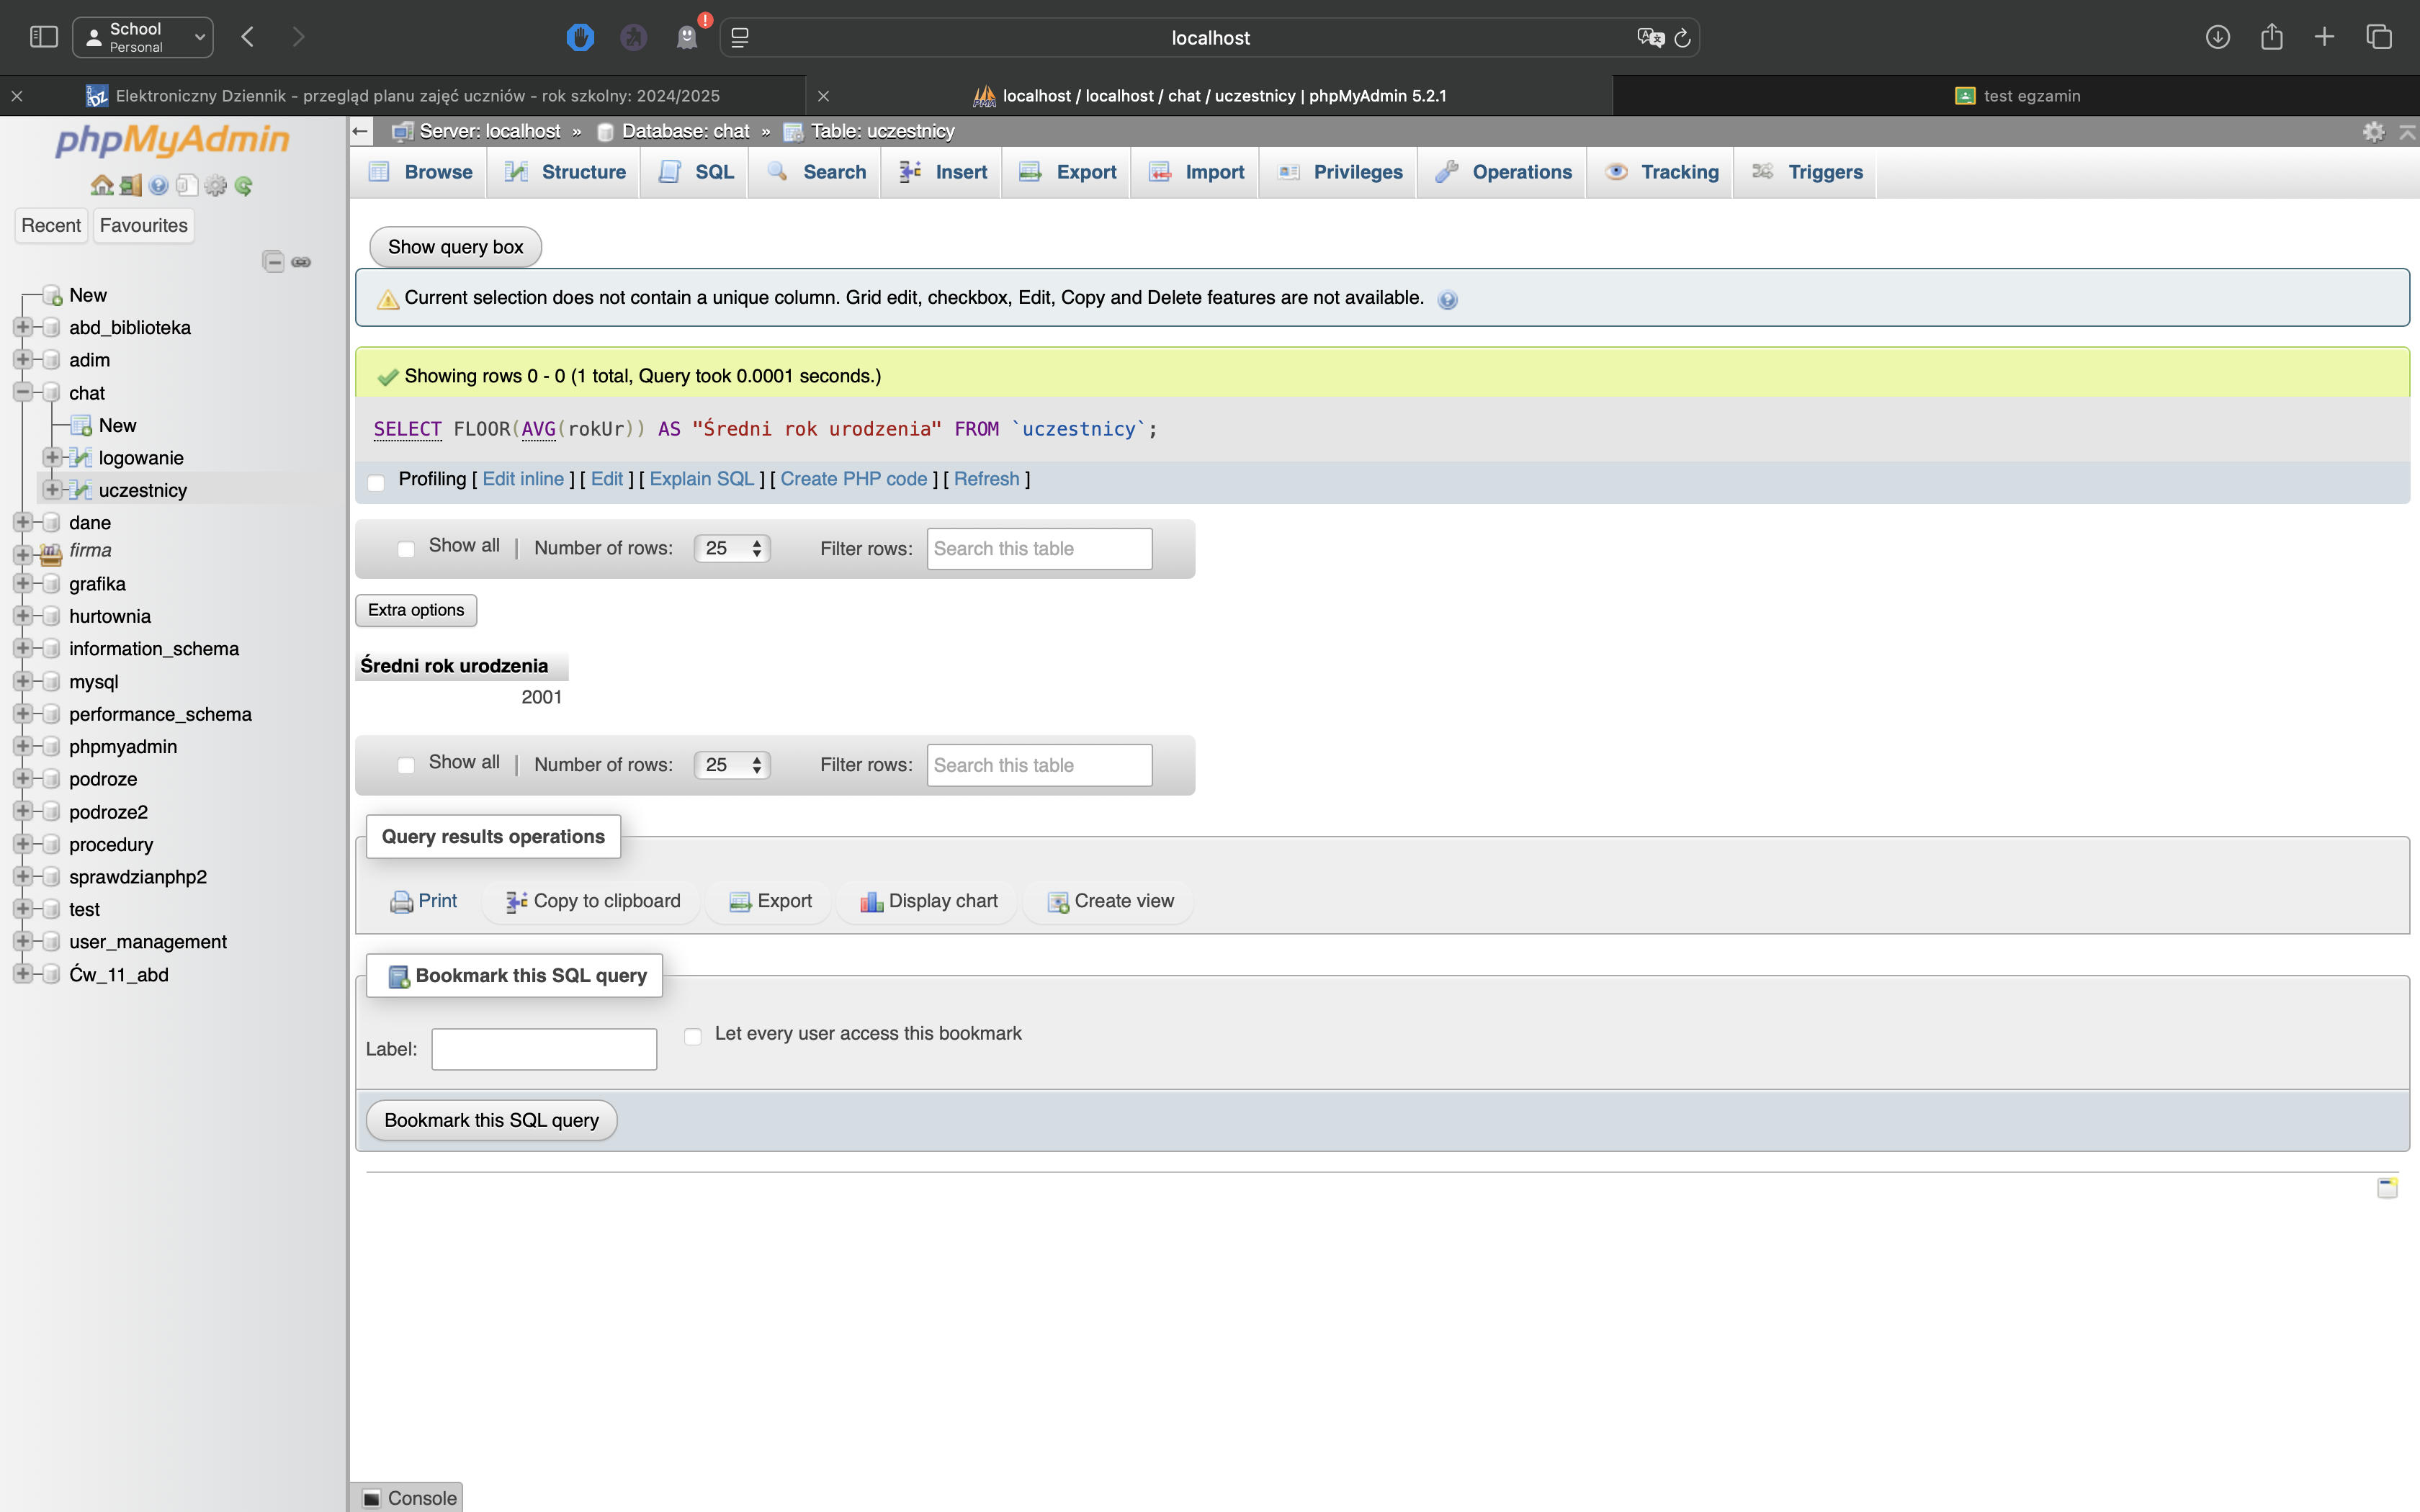 School
Personal
localhost
Elektroniczny Dziennik - przegląd planu zajęć uczniów - rok szkolny: 2024/2025
localhost / localhost / chat / uczestnicy | phpMyAdmin 5.2.1
test egzamin
phpMyAdmin
Recent
Favourites
New
abd_biblioteka
adim
chat
New
logowanie
uczestnicy
dane
firma
grafika
hurtownia
information_schema
mysql
performance_schema
phpmyadmin
podroze
podroze2
procedury
sprawdzianphp2
test
user_management
Ćw_11_abd
Server: localhost » Database: chat » Table: uczestnicy
Browse Structure SQL Search Insert Export Import Privileges Operations Tracking Triggers
Show query box
Current selection does not contain a unique column. Grid edit, checkbox, Edit, Copy and Delete features are not available.
Showing rows 0 - 0 (1 total, Query took 0.0001 seconds.)
SELECT FLOOR(AVG(rokUr)) AS "Średni rok urodzenia" FROM `uczestnicy`;
Profiling [ Edit inline ] [ Edit ] [ Explain SQL ] [ Create PHP code ] [ Refresh ]
Show all | Number of rows: 25 Filter rows: Search this table
Extra options
Średni rok urodzenia
2001
Show all | Number of rows: 25 Filter rows: Search this table
Query results operations
Print Copy to clipboard Export Display chart Create view
Bookmark this SQL query
Label: Let every user access this bookmark
Bookmark this SQL query
Console